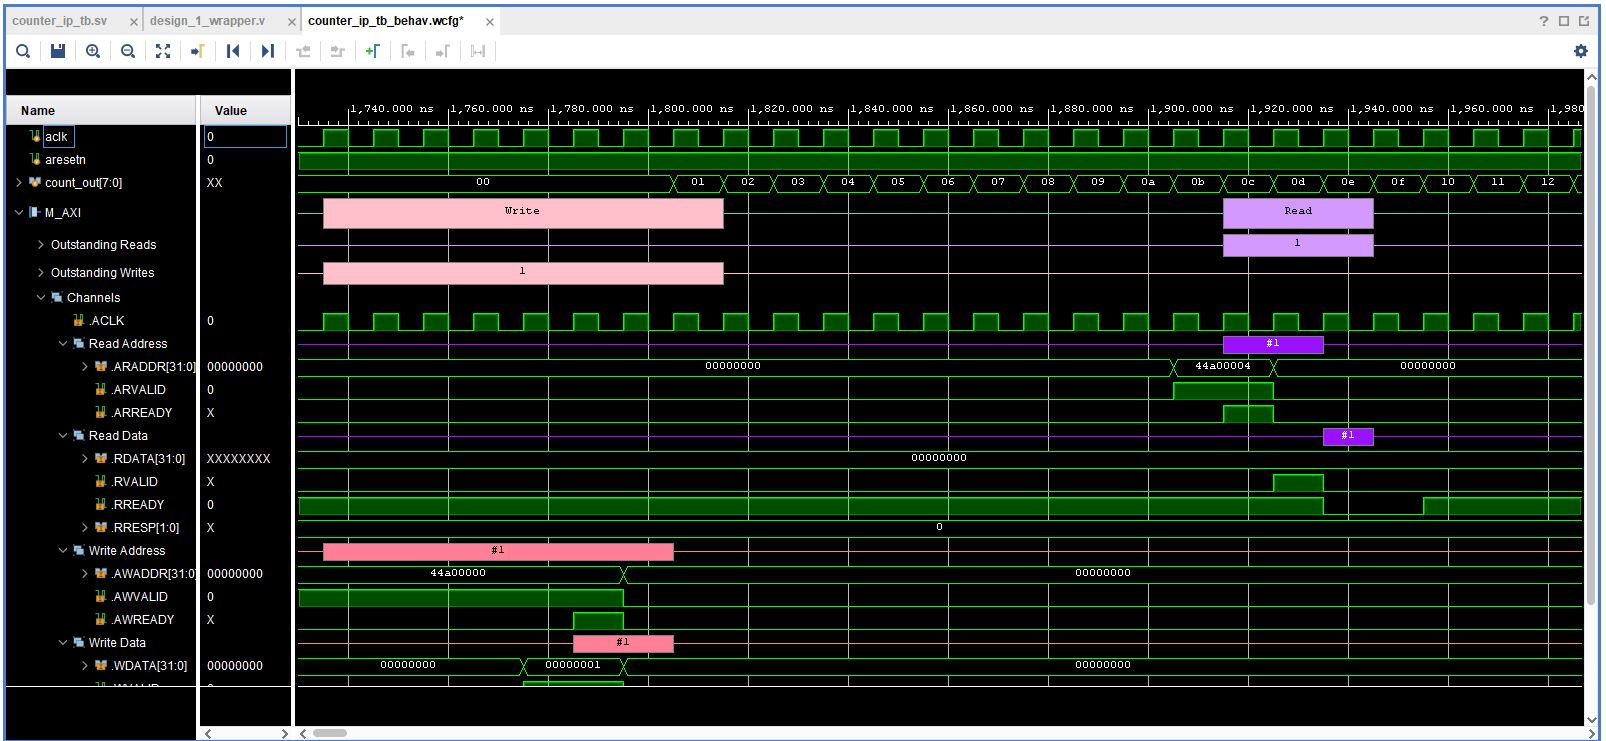 counter_ip_tb.sv × design_1_wrapper.v × counter_ip_tb_behav.wcfg* ×
Name Value
1,740.000 ns 1,760.000 ns 1,780.000 ns 1,800.000 ns 1,820.000 ns 1,840.000 ns 1,860.000 ns 1,880.000 ns 1,900.000 ns 1,920.000 ns 1,940.000 ns 1,960.000 ns 1,980
aclk 0
aresetn 0
count_out[7:0] XX 00 01 02 03 04 05 06 07 08 09 0a 0b 0c 0d 0e 0f 10 11 12
M_AXI Write Read
Outstanding Reads 1
Outstanding Writes 1
Channels
.ACLK 0
Read Address #1
.ARADDR[31:0] 00000000 00000000 44a00004 00000000
.ARVALID 0
.ARREADY X
Read Data #1
.RDATA[31:0] XXXXXXXX 00000000
.RVALID X
.RREADY 0
.RRESP[1:0] X 0
Write Address #1
.AWADDR[31:0] 00000000 44a00000 00000000
.AWVALID 0
.AWREADY X
Write Data #1
.WDATA[31:0] 00000000 00000000 00000001 00000000